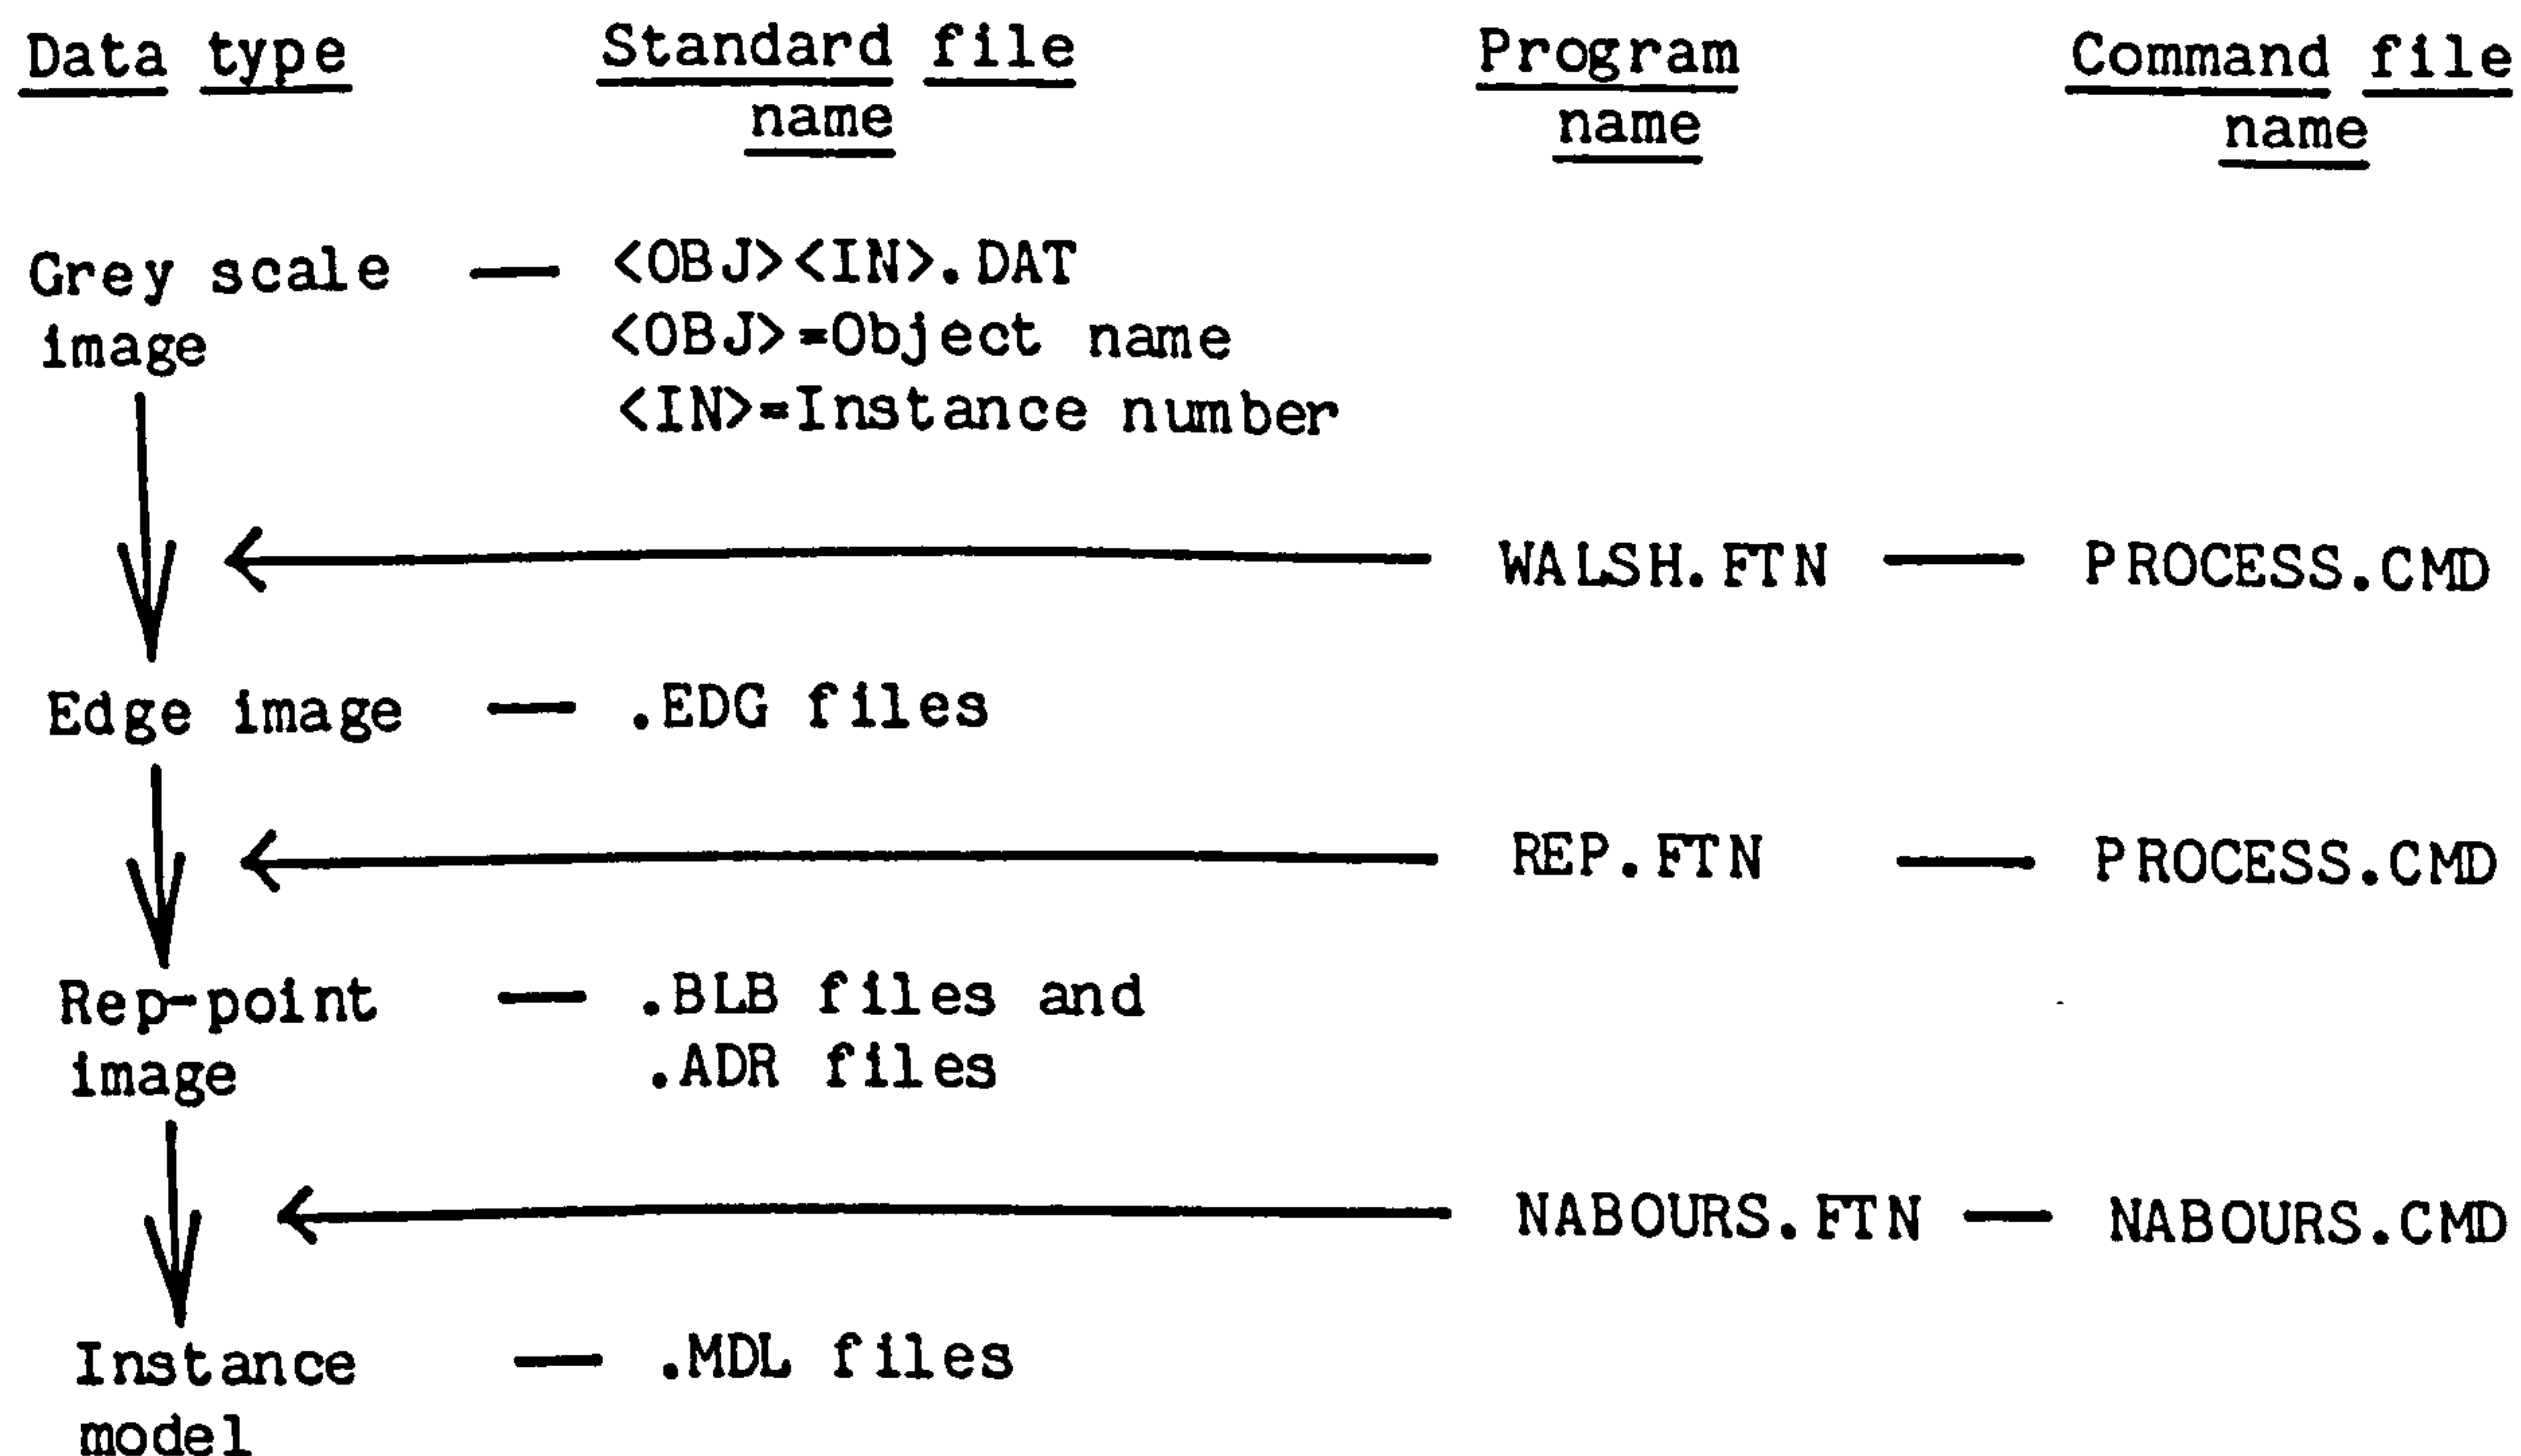 Data type Standard file Program Command file
name name name
Grey scale — <OBJ><IN>.DAT
image <OBJ>=Object name
<IN>=Instance number
WALSH.FTN — PROCESS.CMD
Edge image — .EDG files
REP.FTN — PROCESS.CMD
Rep-point — .BLB files and
image .ADR files
NABOURS.FTN — NABOURS.CMD
Instance — .MDL files
model